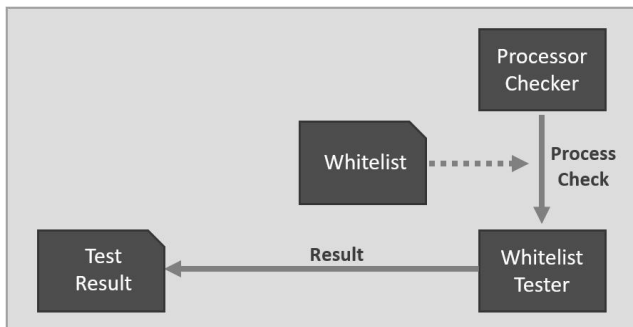 Processor
Checker
Whitelist
Process
Check
Test
Result
Result
Whitelist
Tester